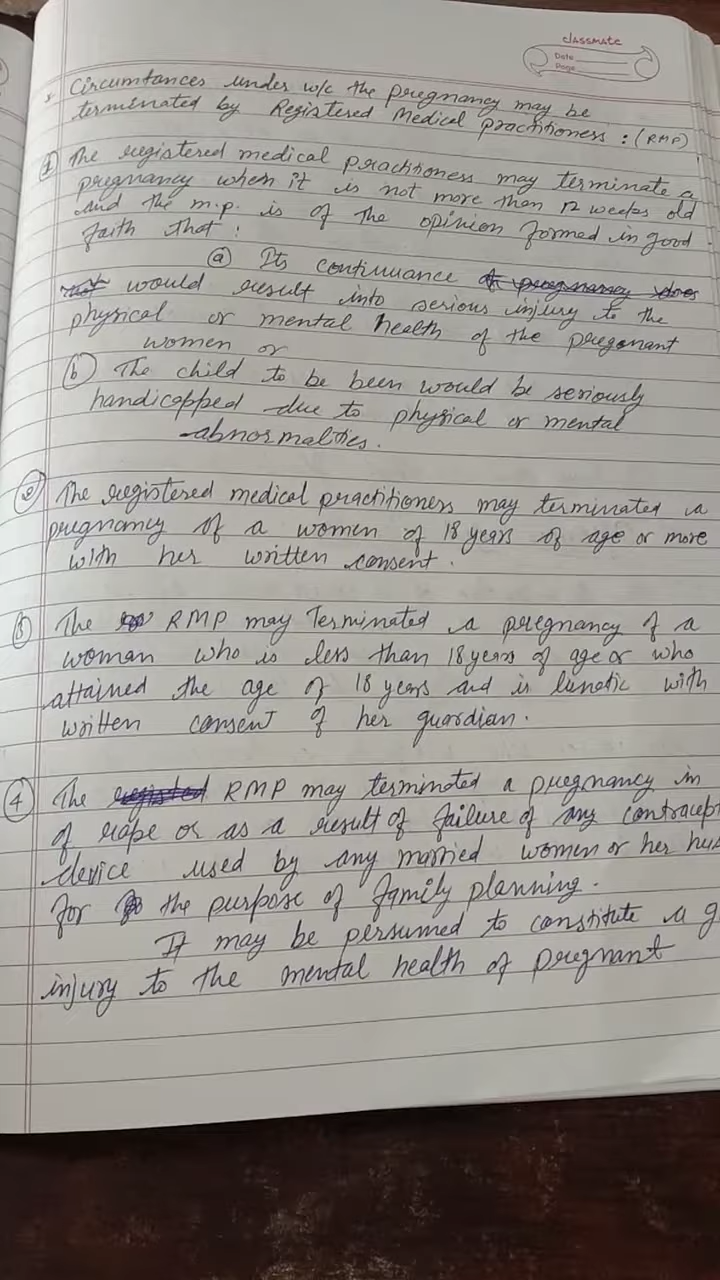 classmate
Date
Page
* Circumtances under w/c the pregnancy may be
terminated by Registered Medical practitioness : (RMP)
① The registered medical practioness may terminate a
pregnancy when it is not more then 12 weeks old
and the m.p. is of the opinion formed in good
faith that :
ⓐ Its continuance
would result into serious injury to the
physical or mental health of the pregonant
women or
ⓑ The child to be been would be seriously
handicapped due to physical or mental
abnormalties.
② The registered medical practitioners may terminated a
pregnancy of a women of 18 years of age or more
with her written consent.
③ The RMP may Terminated a pregnancy of a
woman who is less than 18 years of age or who
attained the age of 18 years and is lunatic with
written consent of her guardian.
④ The RMP may terminated a pregnancy in
of rape or as a result of failure of any contracep
device used by any married women or her hus
for the purpose of family planning.
It may be persumed to constitute a g
injury to the mental health of pregnant